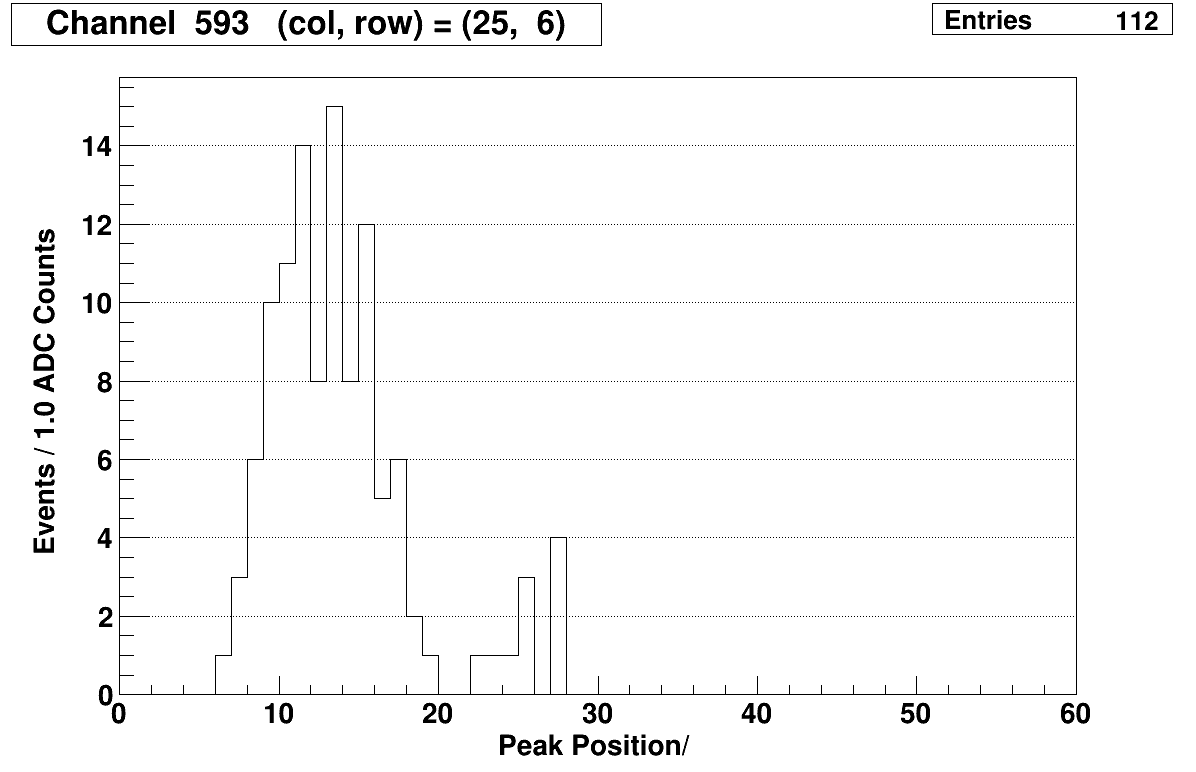 Channel 593 (col, row) = (25, 6)
Entries 112
Events / 1.0 ADC Counts
14
12
10
8
6
4
2
0
0 10 20 30 40 50 60
Peak Position/